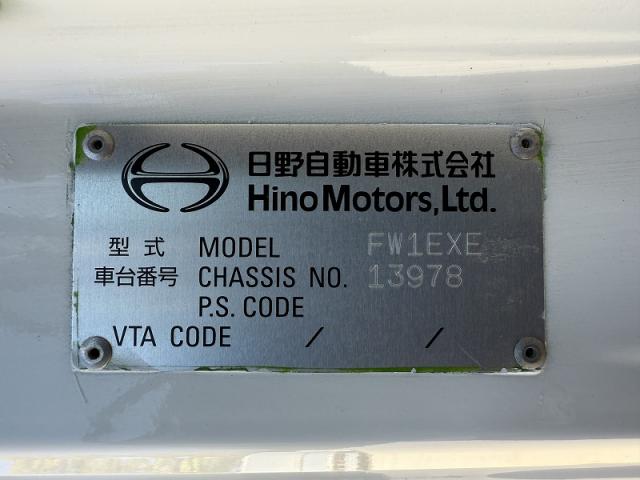 日野自動車株式会社
Hino Motors, Ltd.
型式 MODEL FW1EXE
車台番号 CHASSIS NO. 13978
P.S. CODE
VTA CODE / /